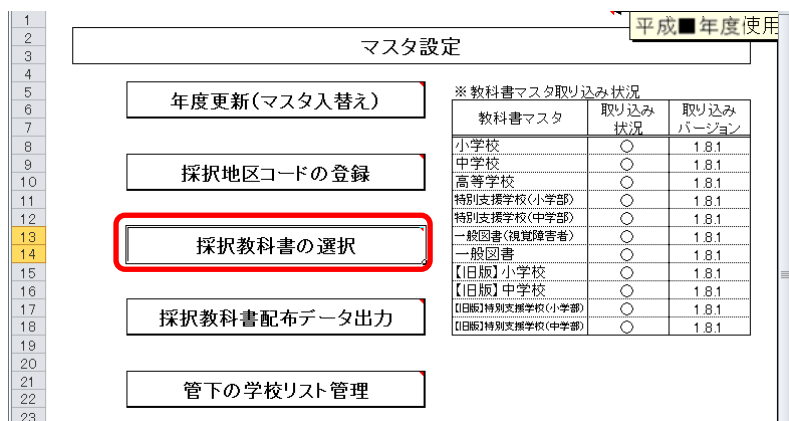 平成■年度使用
マスタ設定
年度更新(マスタ入替え)
採択地区コードの登録
採択教科書の選択
採択教科書配布データ出力
管下の学校リスト管理
※教科書マスタ取り込み状況
教科書マスタ 取り込み状況 取り込みバージョン
小学校 ○ 1.8.1
中学校 ○ 1.8.1
高等学校 ○ 1.8.1
特別支援学校(小学部) ○ 1.8.1
特別支援学校(中学部) ○ 1.8.1
一般図書(視覚障害者) ○ 1.8.1
一般図書 ○ 1.8.1
【旧版】小学校 ○ 1.8.1
【旧版】中学校 ○ 1.8.1
【旧版】特別支援学校(小学部) ○ 1.8.1
【旧版】特別支援学校(中学部) ○ 1.8.1
1
2
3
4
5
6
7
8
9
10
11
12
13
14
15
16
17
18
19
20
21
22
23